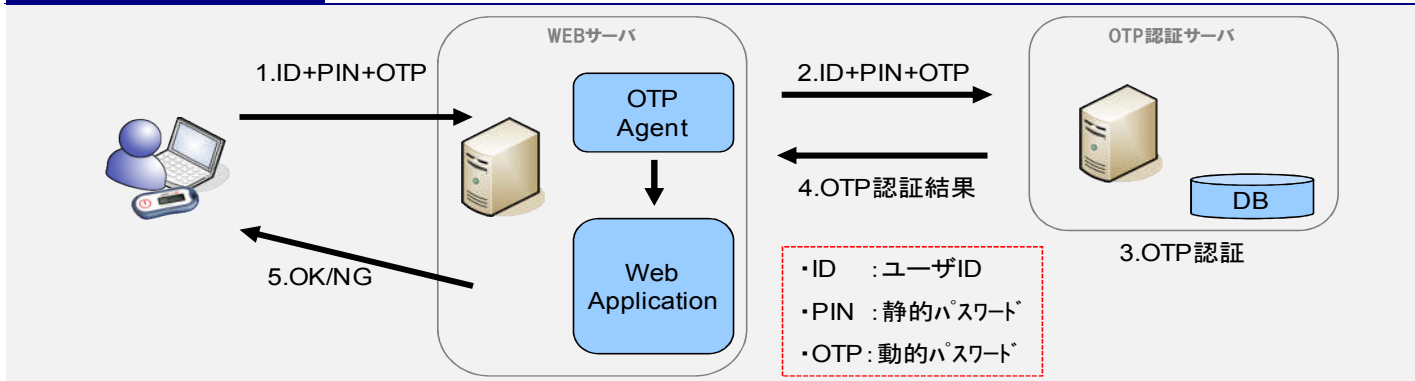 WEBサーバ
OTP認証サーバ
1.ID+PIN+OTP
2.ID+PIN+OTP
OTP
Agent
4.OTP認証結果
DB
3.OTP認証
5.OK/NG
Web
Application
・ID ：ユーザID
・PIN ：静的ﾊﾟｽﾜｰﾄﾞ
・OTP：動的ﾊﾟｽﾜｰﾄﾞ